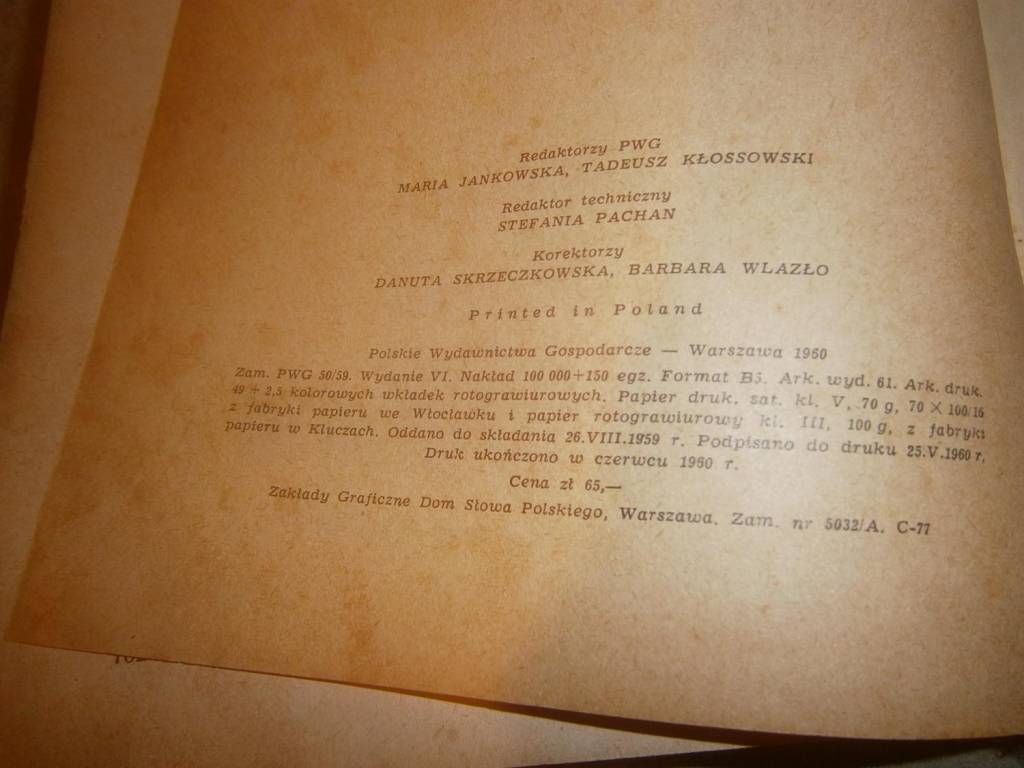 Redaktorzy PWG
MARIA JANKOWSKA, TADEUSZ KŁOSSOWSKI
Redaktor techniczny
STEFANIA PACHAN
Korektorzy
DANUTA SKRZECZKOWSKA, BARBARA WLAZŁO
Printed in Poland
Polskie Wydawnictwa Gospodarcze — Warszawa 1960
Zam. PWG 50/59. Wydanie VI. Nakład 100 000+150 egz. Format B5. Ark. wyd. 61. Ark. druk.
49 + 2,5 kolorowych wkładek rotograwiurowych. Papier druk. sat. kl. V, 70 g, 70 × 100/16
z fabryki papieru we Włocławku i papier rotograwiurowy kl. III, 100 g, z fabryki
papieru w Kluczach. Oddano do składania 26.VIII.1959 r. Podpisano do druku 25.V.1960 r.
Druk ukończono w czerwcu 1960 r.
Cena zł 65,—
Zakłady Graficzne Dom Słowa Polskiego, Warszawa. Zam. nr 5032/A. C-77